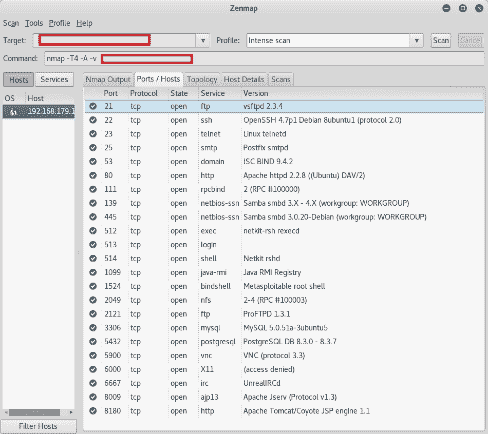 Zenmap
Scan Tools Profile Help
Target: Profile: Intense scan Scan Cancel
Command: nmap -T4 -A -v
Hosts Services Nmap Output Ports / Hosts Topology Host Details Scans
OS Host Port Protocol State Service Version
192.168.179.1
21 tcp open ftp vsftpd 2.3.4
22 tcp open ssh OpenSSH 4.7p1 Debian 8ubuntu1 (protocol 2.0)
23 tcp open telnet Linux telnetd
25 tcp open smtp Postfix smtpd
53 tcp open domain ISC BIND 9.4.2
80 tcp open http Apache httpd 2.2.8 ((Ubuntu) DAV/2)
111 tcp open rpcbind 2 (RPC #100000)
139 tcp open netbios-ssn Samba smbd 3.X - 4.X (workgroup: WORKGROUP)
445 tcp open netbios-ssn Samba smbd 3.0.20-Debian (workgroup: WORKGROUP)
512 tcp open exec netkit-rsh rexecd
513 tcp open login
514 tcp open shell Netkit rshd
1099 tcp open java-rmi Java RMI Registry
1524 tcp open bindshell Metasploitable root shell
2049 tcp open nfs 2-4 (RPC #100003)
2121 tcp open ftp ProFTPD 1.3.1
3306 tcp open mysql MySQL 5.0.51a-3ubuntu5
5432 tcp open postgresql PostgreSQL DB 8.3.0 - 8.3.7
5900 tcp open vnc VNC (protocol 3.3)
6000 tcp open X11 (access denied)
6667 tcp open irc UnrealIRCd
8009 tcp open ajp13 Apache Jserv (Protocol v1.3)
8180 tcp open http Apache Tomcat/Coyote JSP engine 1.1
Filter Hosts